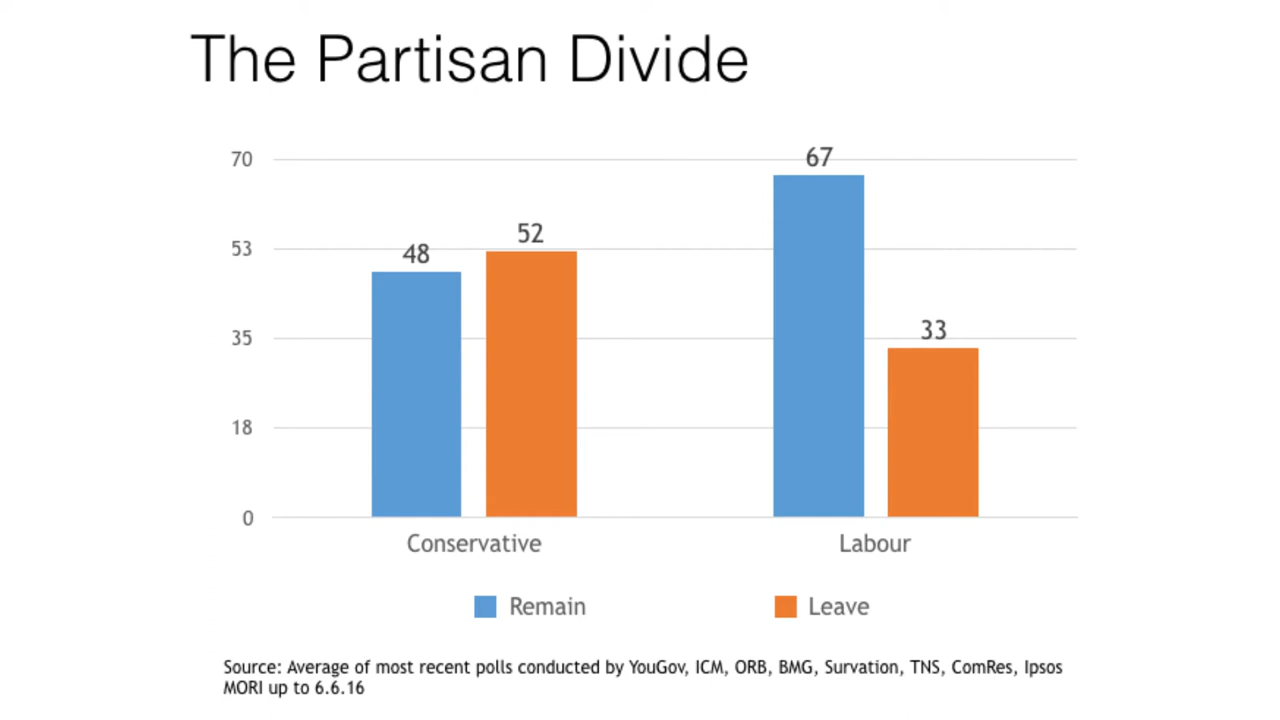 The Partisan Divide
70
53
35
18
0
48
52
67
33
Conservative
Labour
Remain
Leave
Source: Average of most recent polls conducted by YouGov, ICM, ORB, BMG, Survation, TNS, ComRes, Ipsos
MORI up to 6.6.16